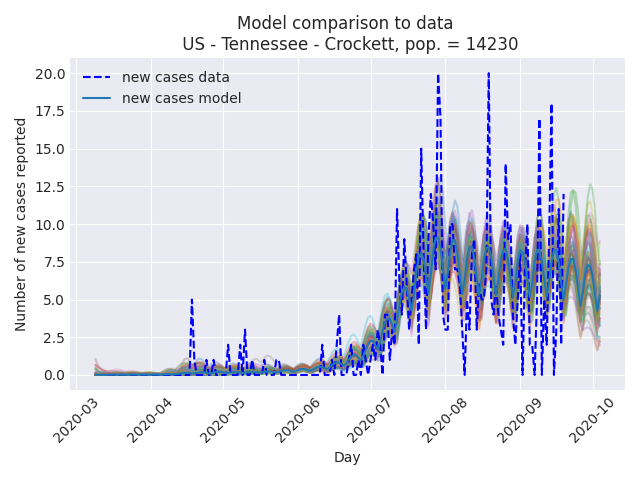 Model comparison to data
US - Tennessee - Crockett, pop. = 14230
new cases data
new cases model
Number of new cases reported
20.0
17.5
15.0
12.5
10.0
7.5
5.0
2.5
0.0
2020-03
2020-04
2020-05
2020-06
2020-07
2020-08
2020-09
2020-10
Day